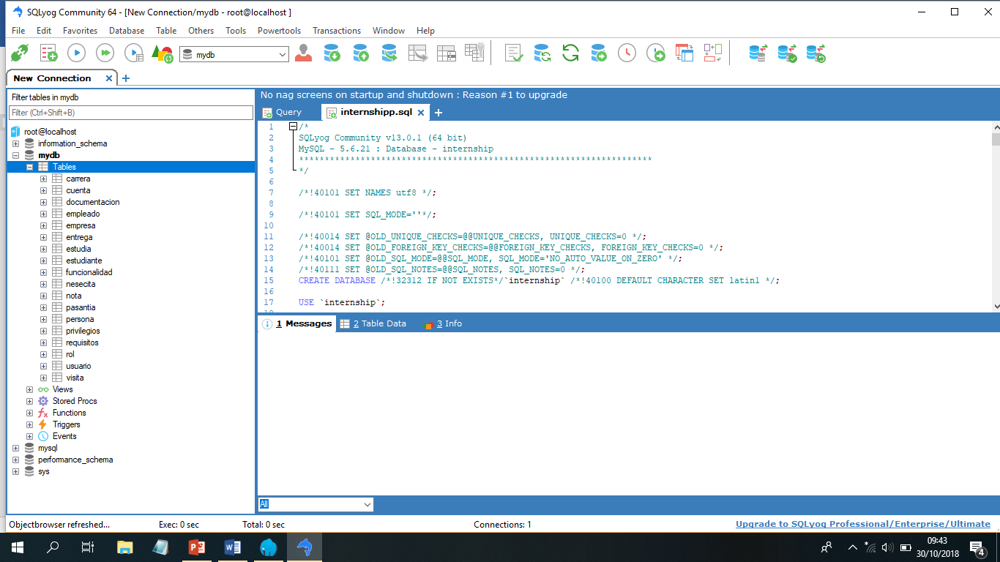 SQLyog Community 64 - [New Connection/mydb - root@localhost ]
File Edit Favorites Database Table Others Tools Powertools Transactions Window Help
mydb
New Connection
Filter tables in mydb
Filter (Ctrl+Shift+B)
root@localhost
information_schema
mydb
Tables
carrera
cuenta
documentacion
empleado
empresa
entrega
estudia
estudiante
funcionalidad
nesecita
nota
pasantia
persona
privilegios
requisitos
rol
usuario
visita
Views
Stored Procs
Functions
Triggers
Events
mysql
performance_schema
sys
No nag screens on startup and shutdown : Reason #1 to upgrade
Query internshipp.sql
1 /*
2 SQLyog Community v13.0.1 (64 bit)
3 MySQL - 5.6.21 : Database - internship
4 *********************************************************************
5 */
6
7 /*!40101 SET NAMES utf8 */;
8
9 /*!40101 SET SQL_MODE=''*/;
10
11 /*!40014 SET @OLD_UNIQUE_CHECKS=@@UNIQUE_CHECKS, UNIQUE_CHECKS=0 */;
12 /*!40014 SET @OLD_FOREIGN_KEY_CHECKS=@@FOREIGN_KEY_CHECKS, FOREIGN_KEY_CHECKS=0 */;
13 /*!40101 SET @OLD_SQL_MODE=@@SQL_MODE, SQL_MODE='NO_AUTO_VALUE_ON_ZERO' */;
14 /*!40111 SET @OLD_SQL_NOTES=@@SQL_NOTES, SQL_NOTES=0 */;
15 CREATE DATABASE /*!32312 IF NOT EXISTS*/`internship` /*!40100 DEFAULT CHARACTER SET latin1 */;
16
17 USE `internship`;
1 Messages 2 Table Data 3 Info
All
Objectbrowser refreshed... Exec: 0 sec Total: 0 sec Connections: 1 Upgrade to SQLyog Professional/Enterprise/Ultimate
09:43
30/10/2018
4